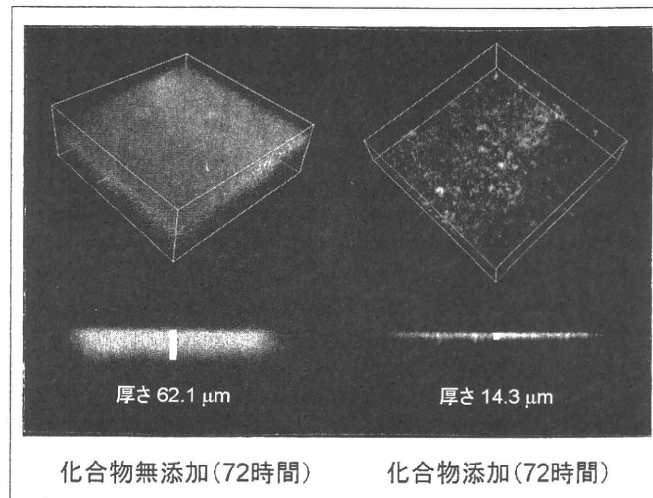 厚さ 62.1 μm
厚さ 14.3 μm
化合物無添加(72時間)
化合物添加(72時間)